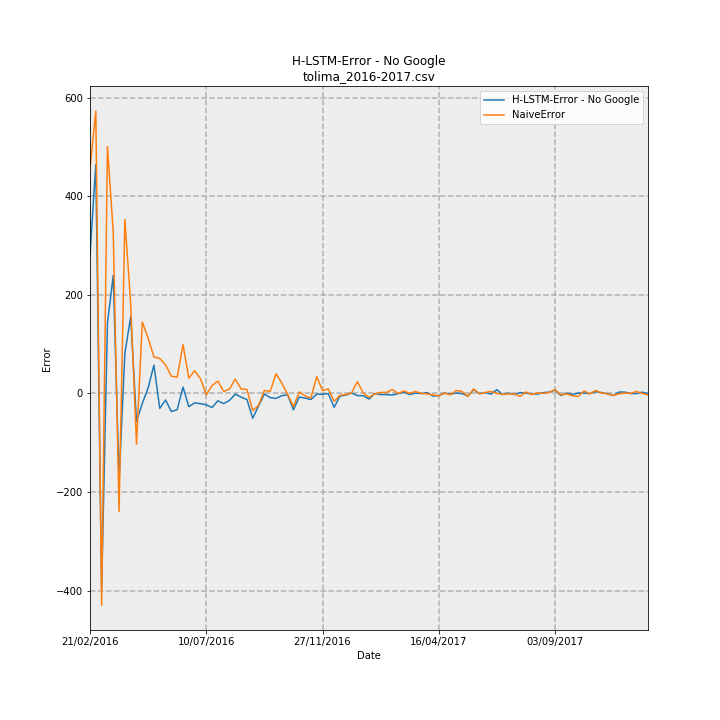 H-LSTM-Error - No Google
tolima_2016-2017.csv
H-LSTM-Error - No Google
NaiveError
600
400
200
0
−200
−400
Error
21/02/2016
10/07/2016
27/11/2016
16/04/2017
03/09/2017
Date